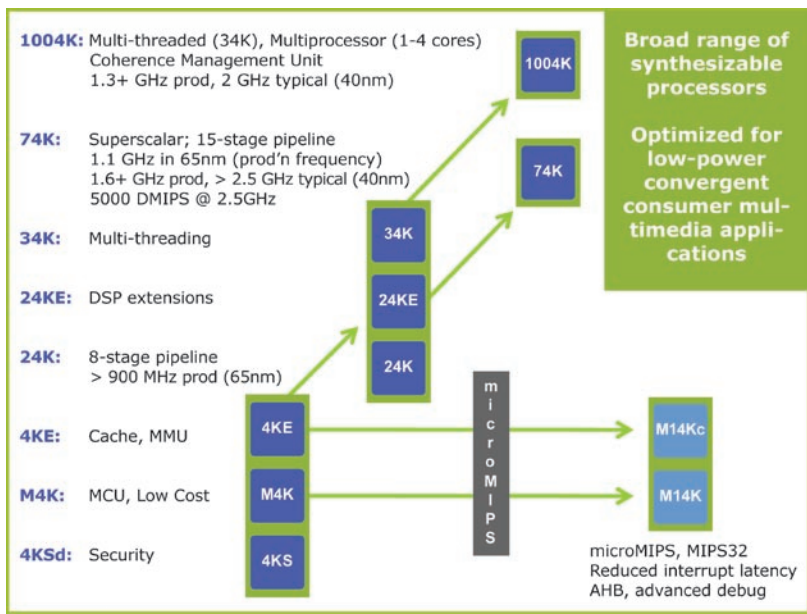 1004K: Multi-threaded (34K), Multiprocessor (1-4 cores)
Coherence Management Unit
1.3+ GHz prod, 2 GHz typical (40nm)
74K: Superscalar; 15-stage pipeline
1.1 GHz in 65nm (prod'n frequency)
1.6+ GHz prod, > 2.5 GHz typical (40nm)
5000 DMIPS @ 2.5GHz
34K: Multi-threading
24KE: DSP extensions
24K: 8-stage pipeline
> 900 MHz prod (65nm)
4KE: Cache, MMU
M4K: MCU, Low Cost
4KSd: Security
4KE
M4K
4KS
34K
24KE
24K
1004K
74K
microMIPS
Broad range of
synthesizable
processors
Optimized for
low-power
convergent
consumer mul-
timedia appli-
cations
M14Kc
M14K
microMIPS, MIPS32
Reduced interrupt latency
AHB, advanced debug